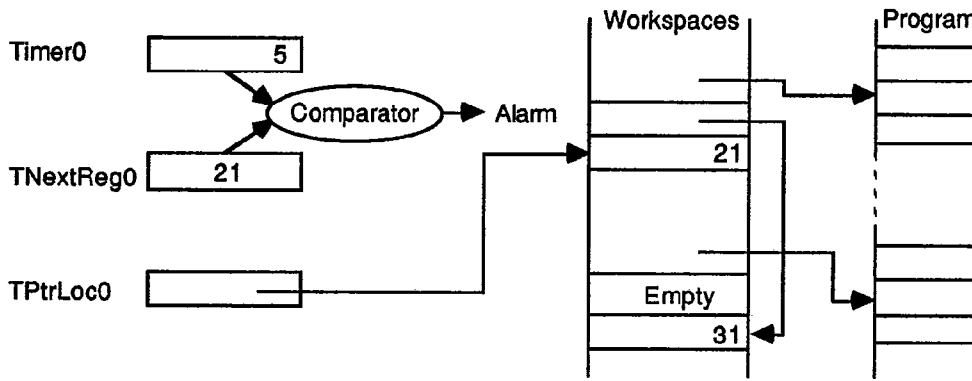 Workspaces
Program
Timer0
5
Comparator
Alarm
21
TNextReg0
21
TPtrLoc0
Empty
31